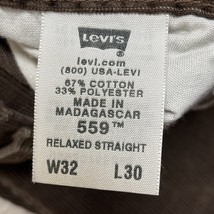 LEVI'S
levi.com
(800) USA-LEVI
67% COTTON
33% POLYESTER
MADE IN
MADAGASCAR
559™
RELAXED STRAIGHT
W32 L30